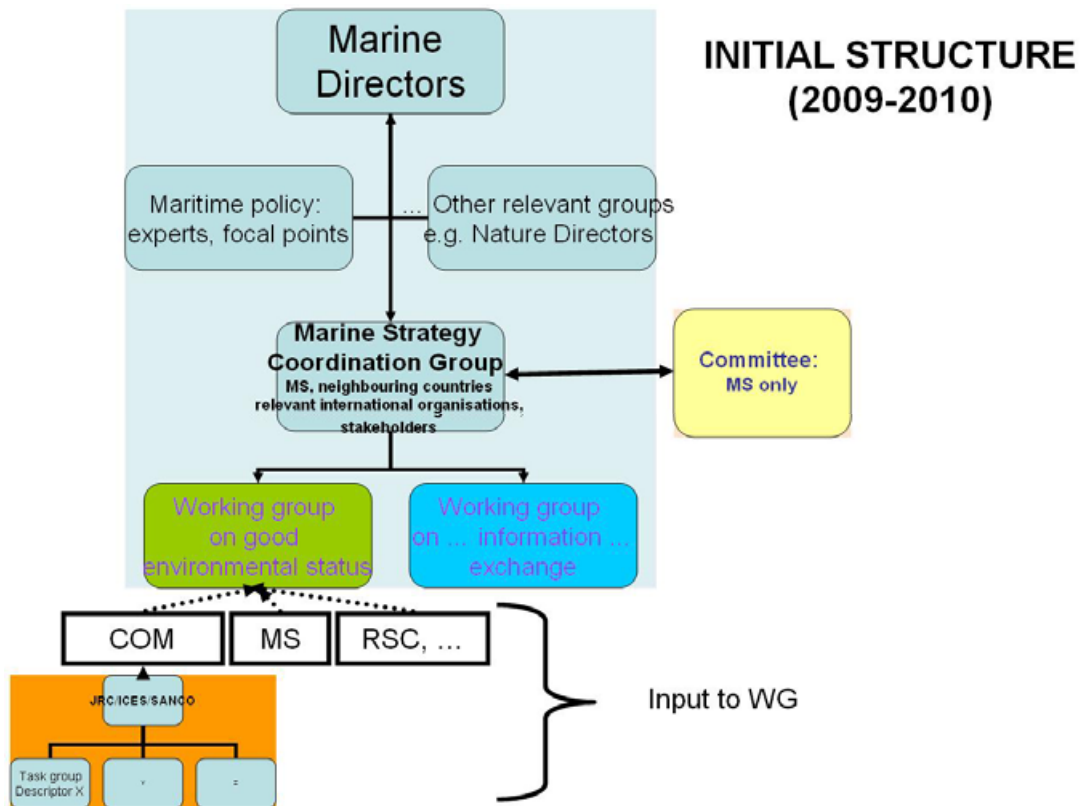 Marine
Directors
INITIAL STRUCTURE
(2009-2010)
Maritime policy:
experts, focal points
... Other relevant groups
e.g. Nature Directors
Marine Strategy
Coordination Group
MS, neighbouring countries
relevant international organisations,
stakeholders
Committee:
MS only
Working group
on good
environmental status
Working group
on ... information ...
exchange
COM
MS
RSC, ...
JRC/ICES/SANCO
Input to WG
Task group
Descriptor X